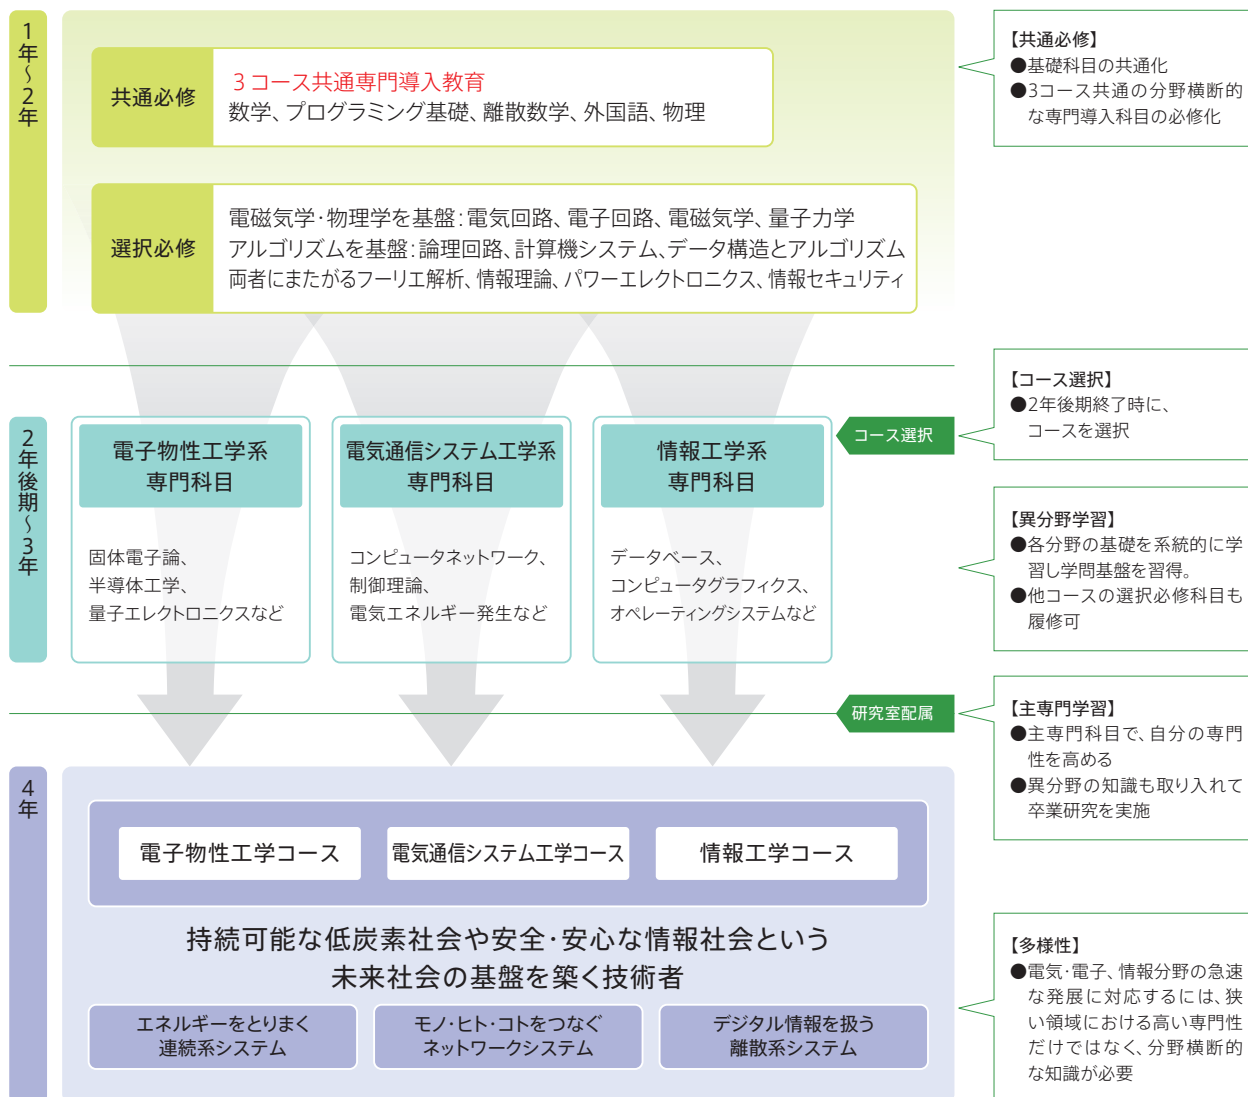 1年〜2年
共通必修
3コース共通専門導入教育
数学、プログラミング基礎、離散数学、外国語、物理
選択必修
電磁気学・物理学を基盤：電気回路、電子回路、電磁気学、量子力学
アルゴリズムを基盤：論理回路、計算機システム、データ構造とアルゴリズム
両者にまたがるフーリエ解析、情報理論、パワーエレクトロニクス、情報セキュリティ
【共通必修】
●基礎科目の共通化
●3コース共通の分野横断的
な専門導入科目の必修化
2年後期〜3年
電子物性工学系
専門科目
固体電子論、
半導体工学、
量子エレクトロニクスなど
電気通信システム工学系
専門科目
コンピュータネットワーク、
制御理論、
電気エネルギー発生など
情報工学系
専門科目
データベース、
コンピュータグラフィクス、
オペレーティングシステムなど
コース選択
【コース選択】
●2年後期終了時に、
コースを選択
【異分野学習】
●各分野の基礎を系統的に学
習し学問基盤を習得。
●他コースの選択必修科目も
履修可
研究室配属
【主専門学習】
●主専門科目で、自分の専門
性を高める
●異分野の知識も取り入れて
卒業研究を実施
4年
電子物性工学コース
電気通信システム工学コース
情報工学コース
持続可能な低炭素社会や安全・安心な情報社会という
未来社会の基盤を築く技術者
エネルギーをとりまく
連続系システム
モノ・ヒト・コトをつなぐ
ネットワークシステム
デジタル情報を扱う
離散系システム
【多様性】
●電気・電子、情報分野の急速
な発展に対応するには、狭
い領域における高い専門性
だけではなく、分野横断的
な知識が必要